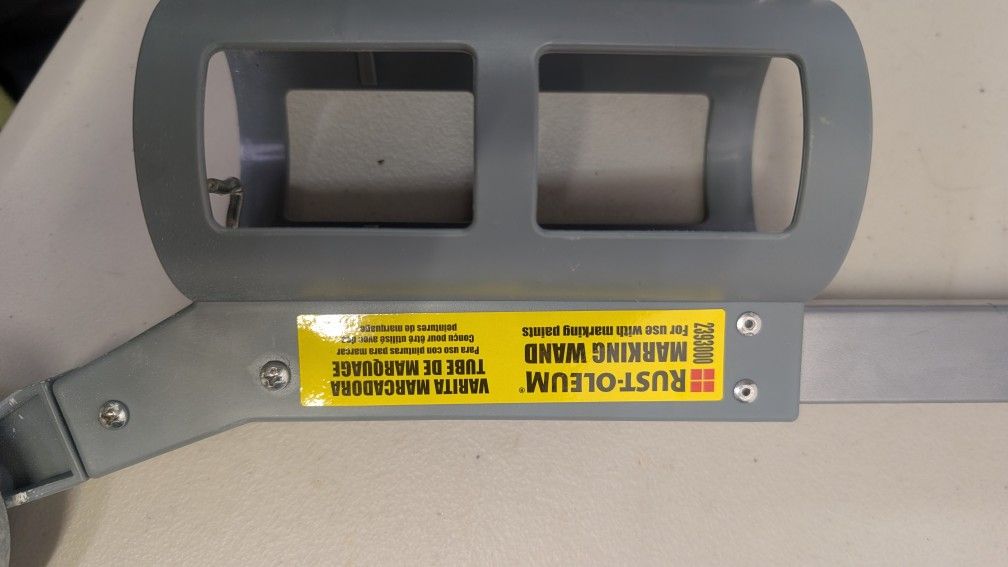 RUST-OLEUM®
MARKING WAND
For use with marking paints
2393000
VARITA MARCADORA
TUBE DE MARQUAGE
Para uso con pinturas para marcar
Conçu pour être utilisé avec des
peintures de marquage